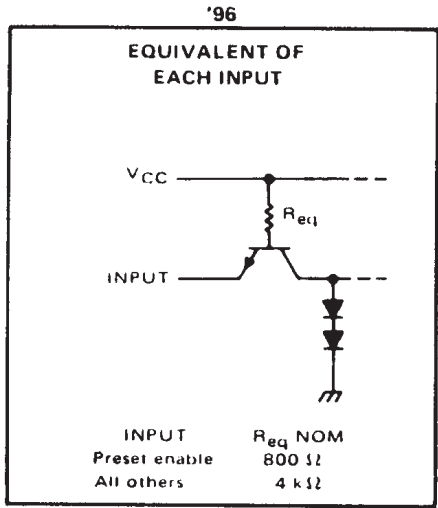 '96
EQUIVALENT OF
EACH INPUT
VCC
Req
INPUT
INPUT Req NOM
Preset enable 800 Ω
All others 4 kΩ